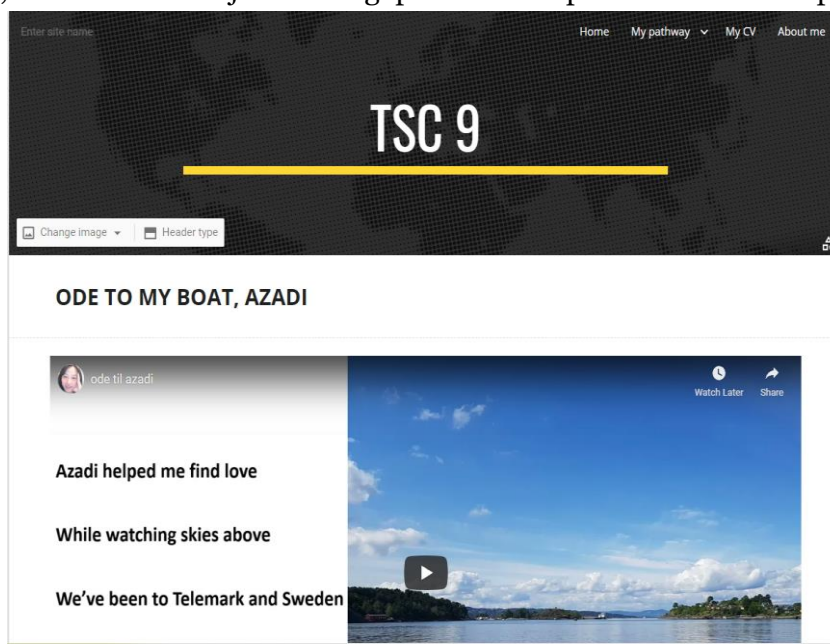 Enter site name
Home My pathway My CV About me
TSC 9
Change image Header type
ODE TO MY BOAT, AZADI
ode til azadi
Watch Later Share
Azadi helped me find love
While watching skies above
We've been to Telemark and Sweden